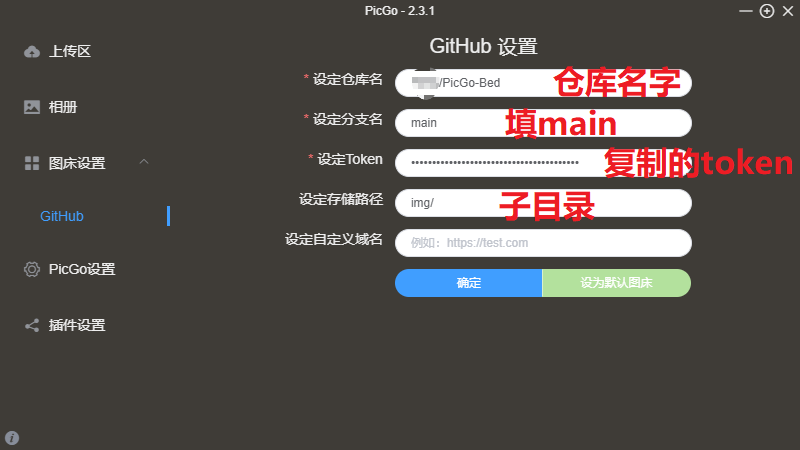 PicGo - 2.3.1
上传区
相册
图床设置
GitHub
PicGo设置
插件设置
GitHub 设置
* 设定仓库名 /PicGo-Bed 仓库名字
* 设定分支名 main 填main
* 设定Token •••••••••••••••••••••••••••••••••••••••• 复制的token
设定存储路径 img/ 子目录
设定自定义域名 例如：https://test.com
确定 设为默认图床